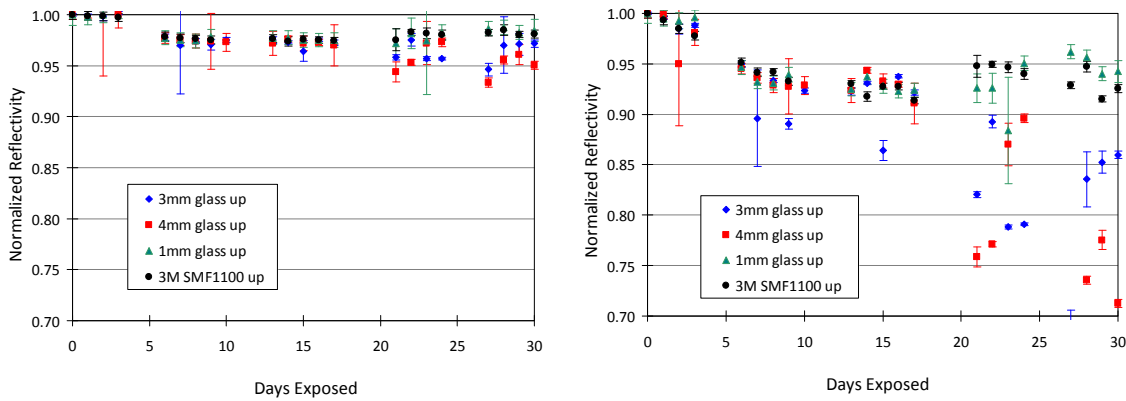 1.00
0.95
0.90
0.85
0.80
0.75
0.70
Normalized Reflectivity
3mm glass up
4mm glass up
1mm glass up
3M SMF1100 up
0 5 10 15 20 25 30
Days Exposed
1.00
0.95
0.90
0.85
0.80
0.75
0.70
Normalized Reflectivity
3mm glass up
4mm glass up
1mm glass up
3M SMF1100 up
0 5 10 15 20 25 30
Days Exposed